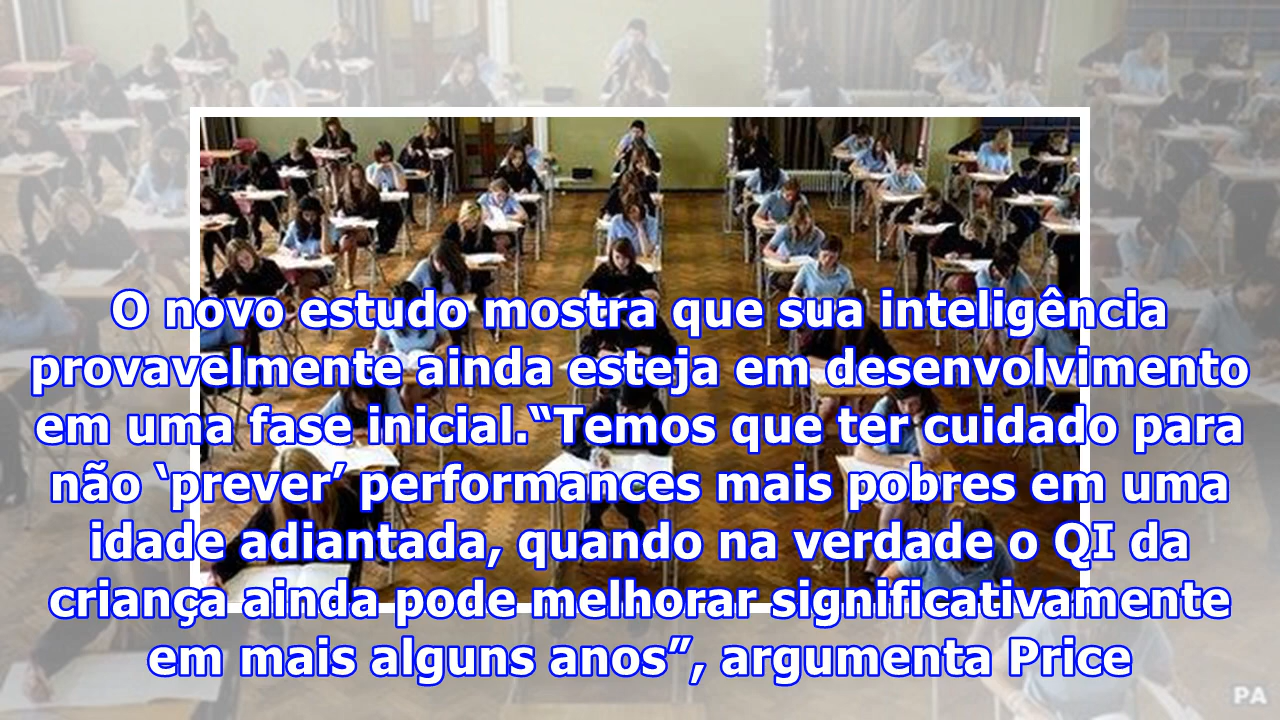 O novo estudo mostra que sua inteligência
provavelmente ainda esteja em desenvolvimento
em uma fase inicial.“Temos que ter cuidado para
não ‘prever’ performances mais pobres em uma
idade adiantada, quando na verdade o QI da
criança ainda pode melhorar significativamente
em mais alguns anos”, argumenta Price
PA